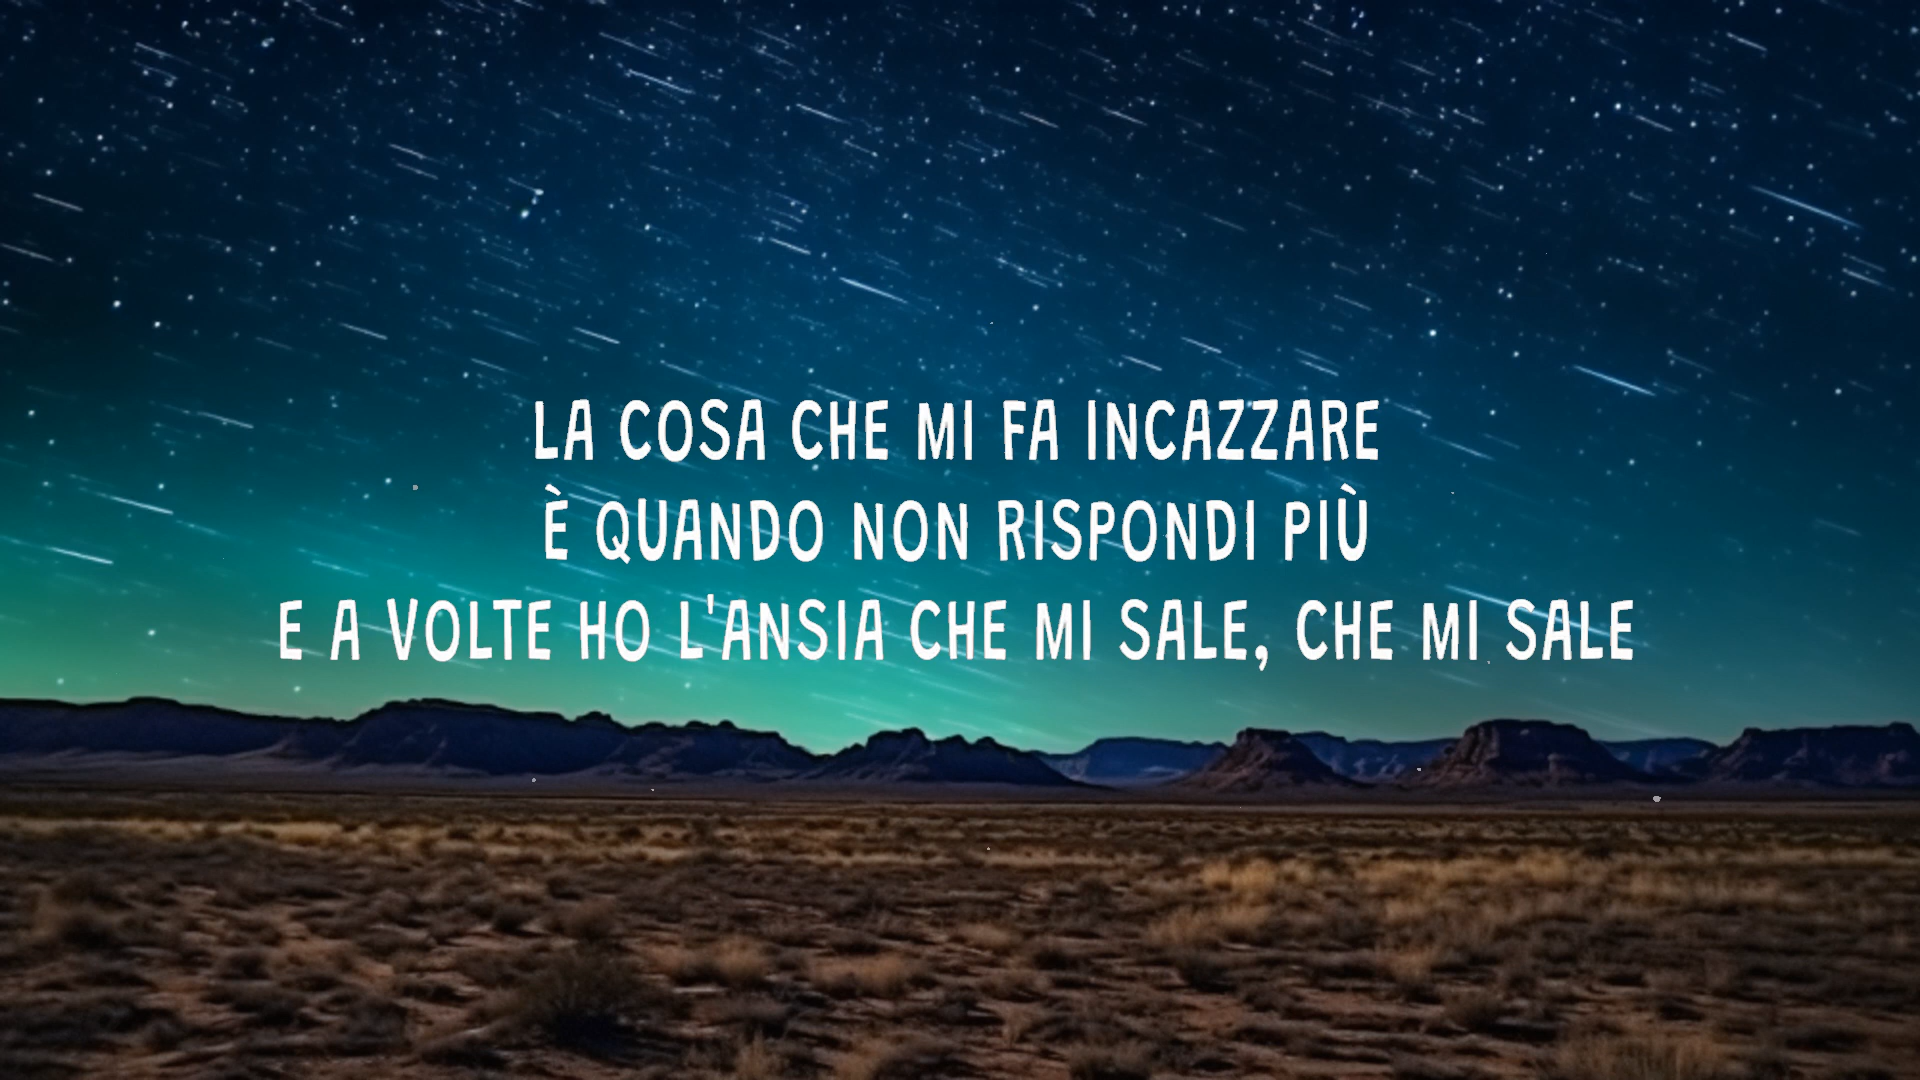 LA COSA CHE MI FA INCAZZARE
È QUANDO NON RISPONDI PIÙ
E A VOLTE HO L'ANSIA CHE MI SALE, CHE MI SALE